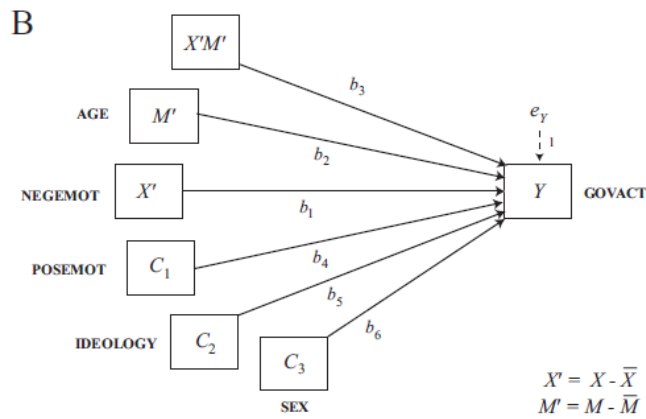 B
X'M'
b3
AGE
M'
eY
1
b2
NEGEMOT
X'
b1
Y
GOVACT
POSEMOT
C1
b4
b5
IDEOLOGY
C2
b6
C3
SEX
X' = X - X̄
M' = M - M̄